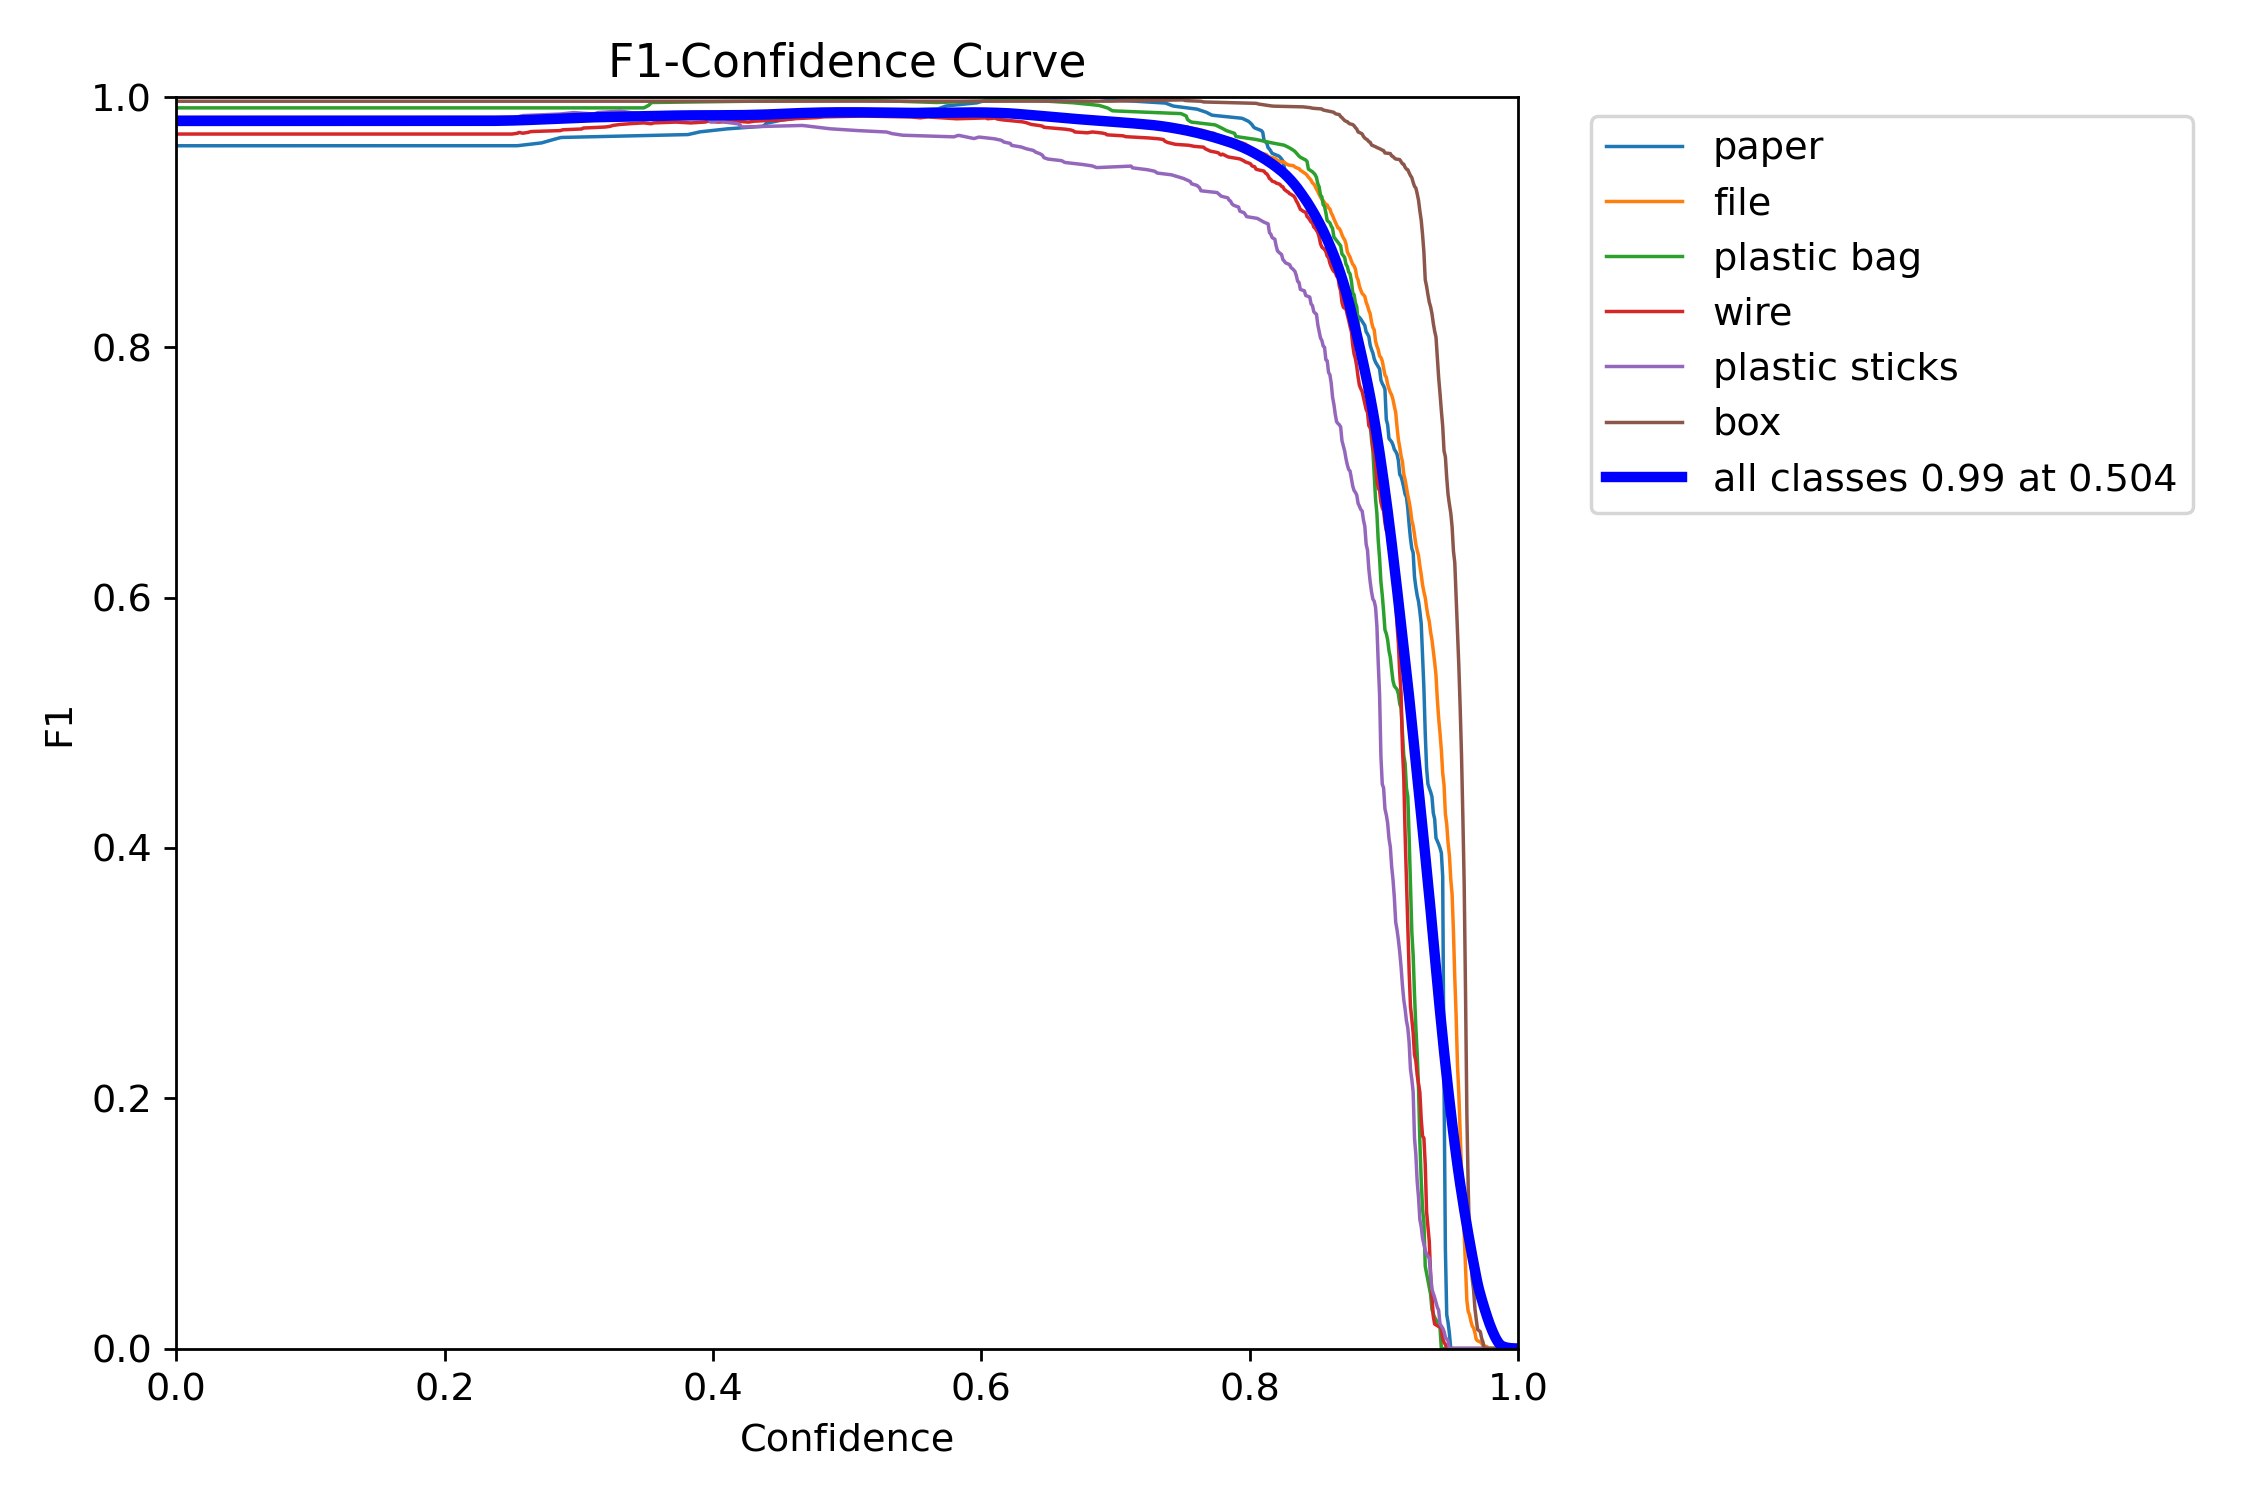 F1-Confidence Curve
1.0
0.8
0.6
0.4
0.2
0.0
F1
0.0 0.2 0.4 0.6 0.8 1.0
Confidence
paper
file
plastic bag
wire
plastic sticks
box
all classes 0.99 at 0.504